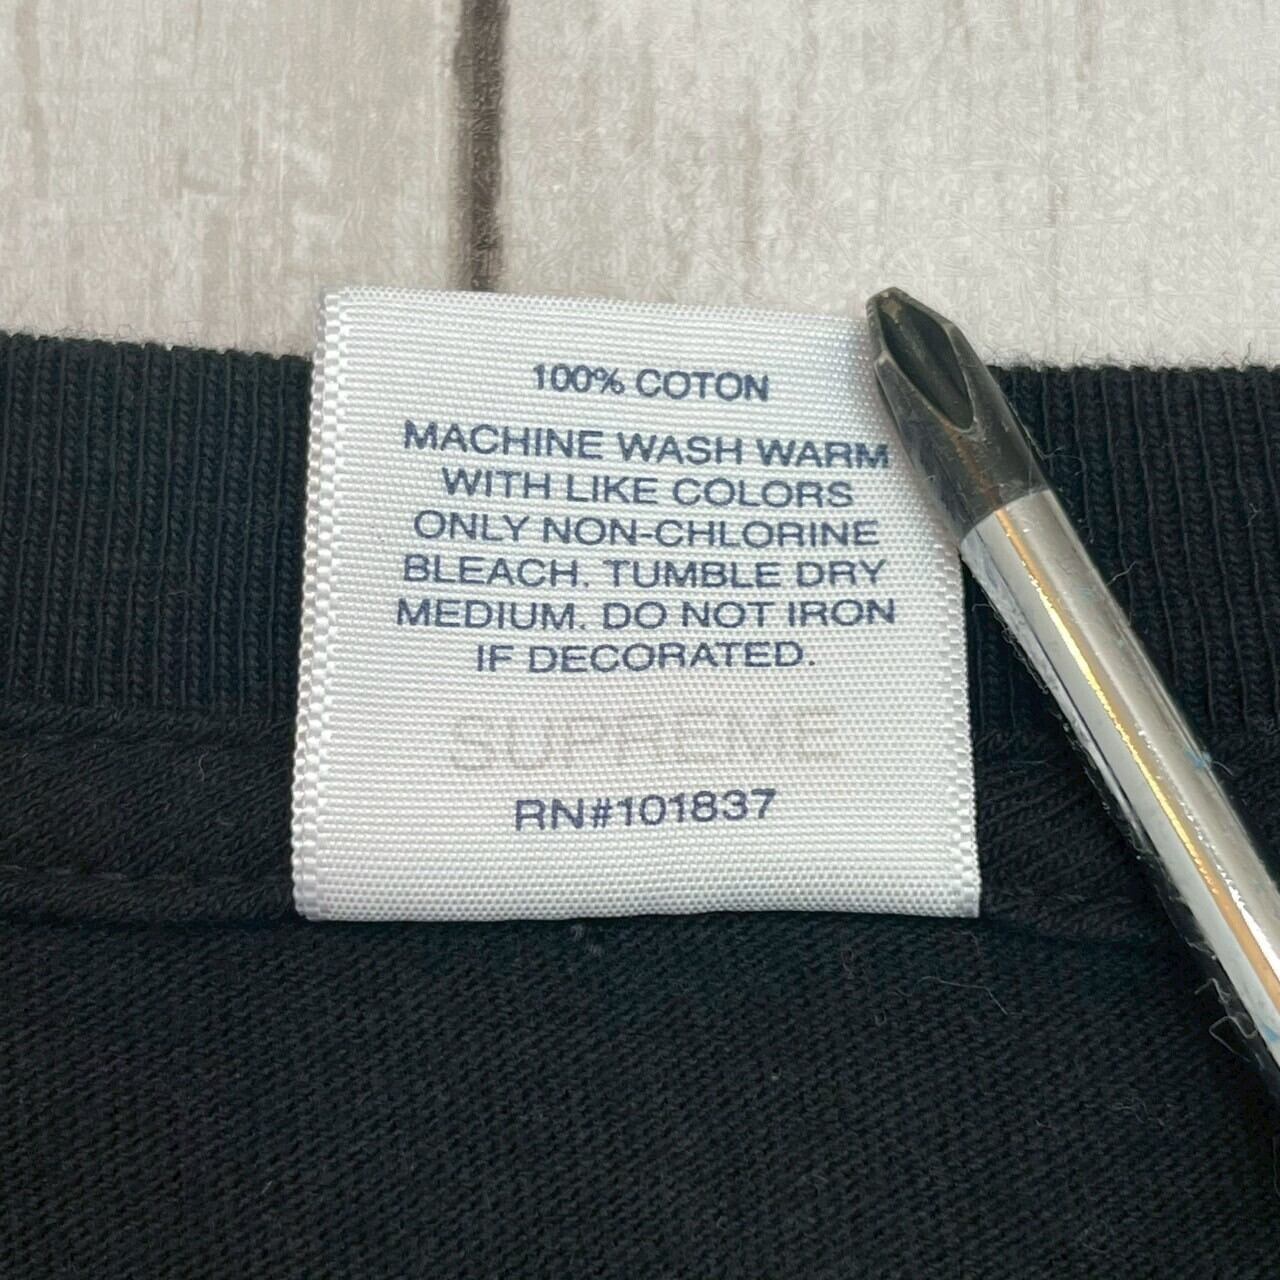 100% COTON
MACHINE WASH WARM
WITH LIKE COLORS
ONLY NON-CHLORINE
BLEACH. TUMBLE DRY
MEDIUM. DO NOT IRON
IF DECORATED.
SUPREME
RN#101837